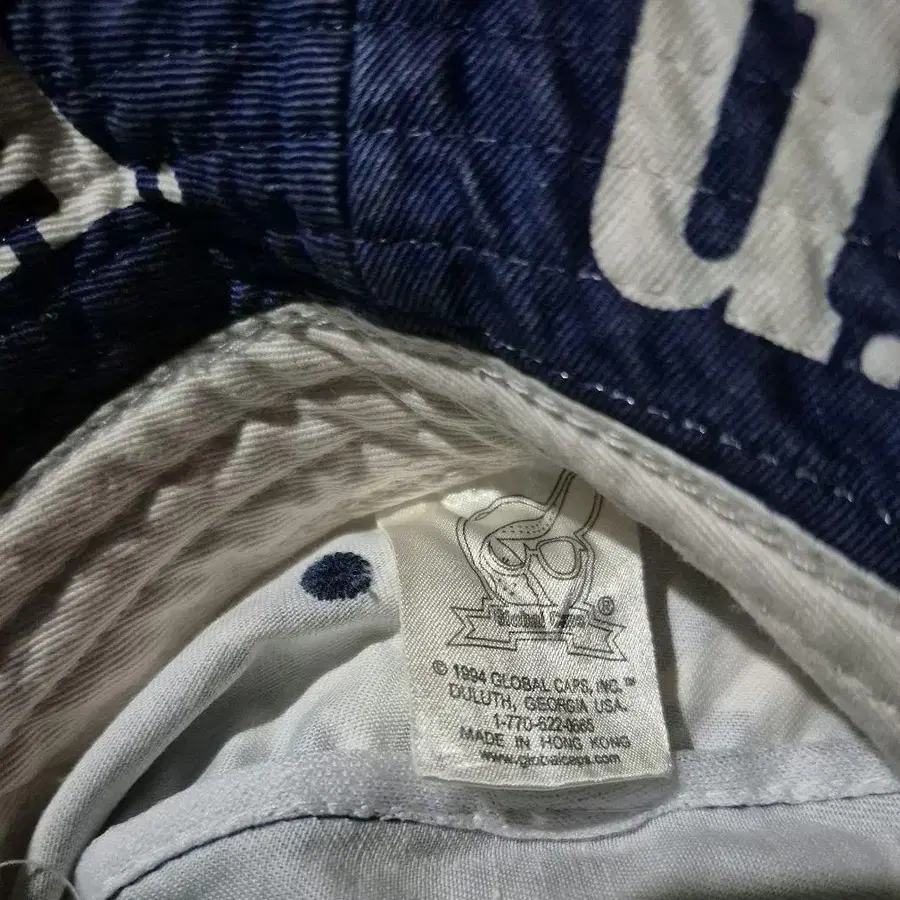 u.
Global Caps ®
© 1994 GLOBAL CAPS, INC.™
DULUTH, GEORGIA USA.
1-770-622-0665
MADE IN HONG KONG
www.globalcaps.com